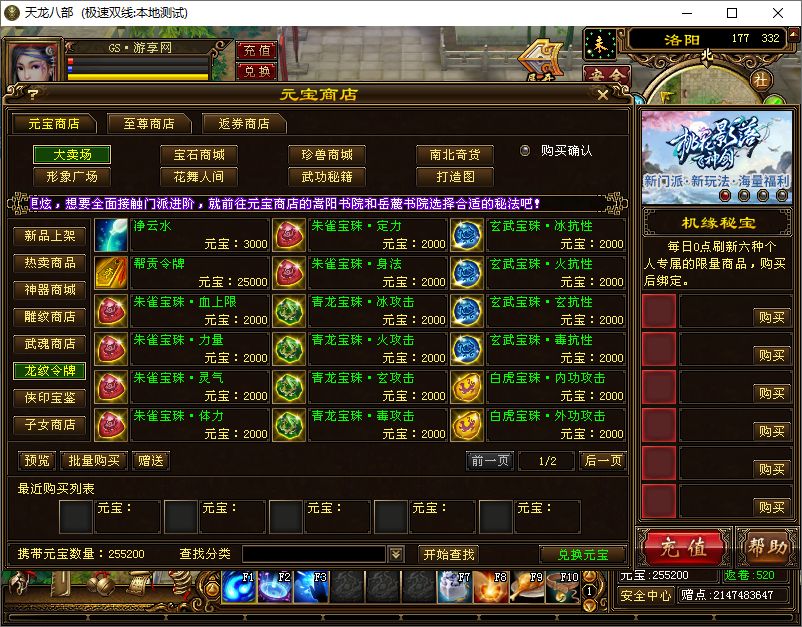 天龙八部 (极速双线:本地测试)
GS·游享网
充值
兑换
未
洛阳 177 332
北
安全
社
?
元宝商店
元宝商店 至尊商店 返券商店
大卖场 宝石商城 珍兽商城 南北奇货 购买确认
形象广场 花舞人间 武功秘籍 打造图
更炫，想要全面接触门派进阶，就前往元宝商店的嵩阳书院和岳麓书院选择合适的秘法吧！
新品上架
热卖商品
神器商城
雕纹商店
武魂商店
龙纹令牌
侠印宝鉴
子女商店
净云水 朱雀宝珠·定力 玄武宝珠·冰抗性
元宝：3000 元宝：2000 元宝：2000
帮贡令牌 朱雀宝珠·身法 玄武宝珠·火抗性
元宝：25000 元宝：2000 元宝：2000
朱雀宝珠·血上限 青龙宝珠·冰攻击 玄武宝珠·玄抗性
元宝：2000 元宝：2000 元宝：2000
朱雀宝珠·力量 青龙宝珠·火攻击 玄武宝珠·毒抗性
元宝：2000 元宝：2000 元宝：2000
朱雀宝珠·灵气 青龙宝珠·玄攻击 白虎宝珠·内功攻击
元宝：2000 元宝：2000 元宝：2000
朱雀宝珠·体力 青龙宝珠·毒攻击 白虎宝珠·外功攻击
元宝：2000 元宝：2000 元宝：2000
预览 批量购买 赠送 前一页 1/2 后一页
最近购买列表
元宝： 元宝： 元宝： 元宝： 元宝：
携带元宝数量：255200 查找分类 开始查找 兑换元宝
新门派·新玩法·海量福利
机缘秘宝
每日0点刷新六种个
人专属的限量商品，购买
后绑定。
购买
购买
购买
购买
购买
购买
充值 帮助
F1 F2 F3 F7 F8 F9 F10
1
元宝:255200 返卷:520
安全中心 赠点:2147483647